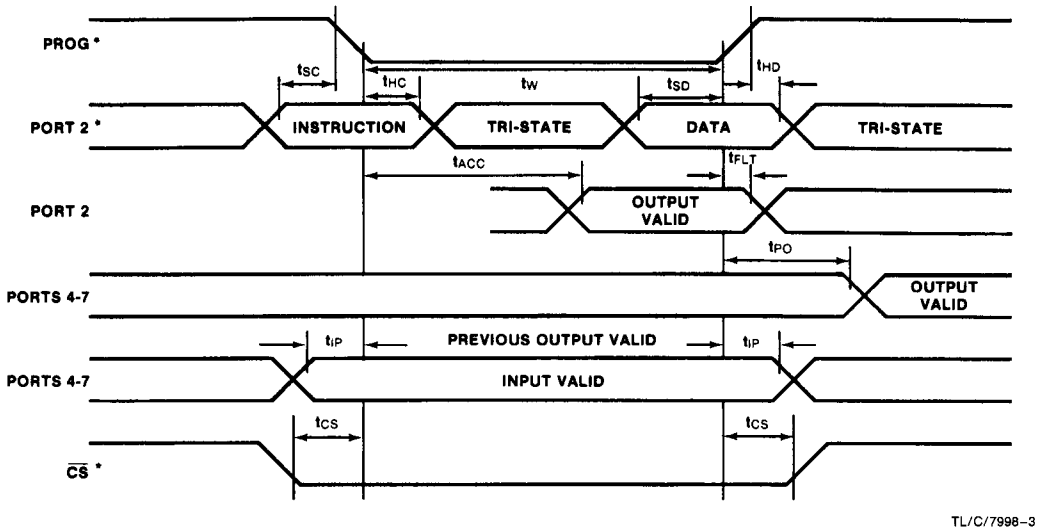 PROG *
tSC
tHC
tW
tSD
tHD
PORT 2 *
INSTRUCTION
TRI-STATE
DATA
TRI-STATE
tACC
tFLT
PORT 2
OUTPUT
VALID
tPO
PORTS 4-7
OUTPUT
VALID
tIP
PREVIOUS OUTPUT VALID
tIP
PORTS 4-7
INPUT VALID
tCS
tCS
CS *
TL/C/7998-3